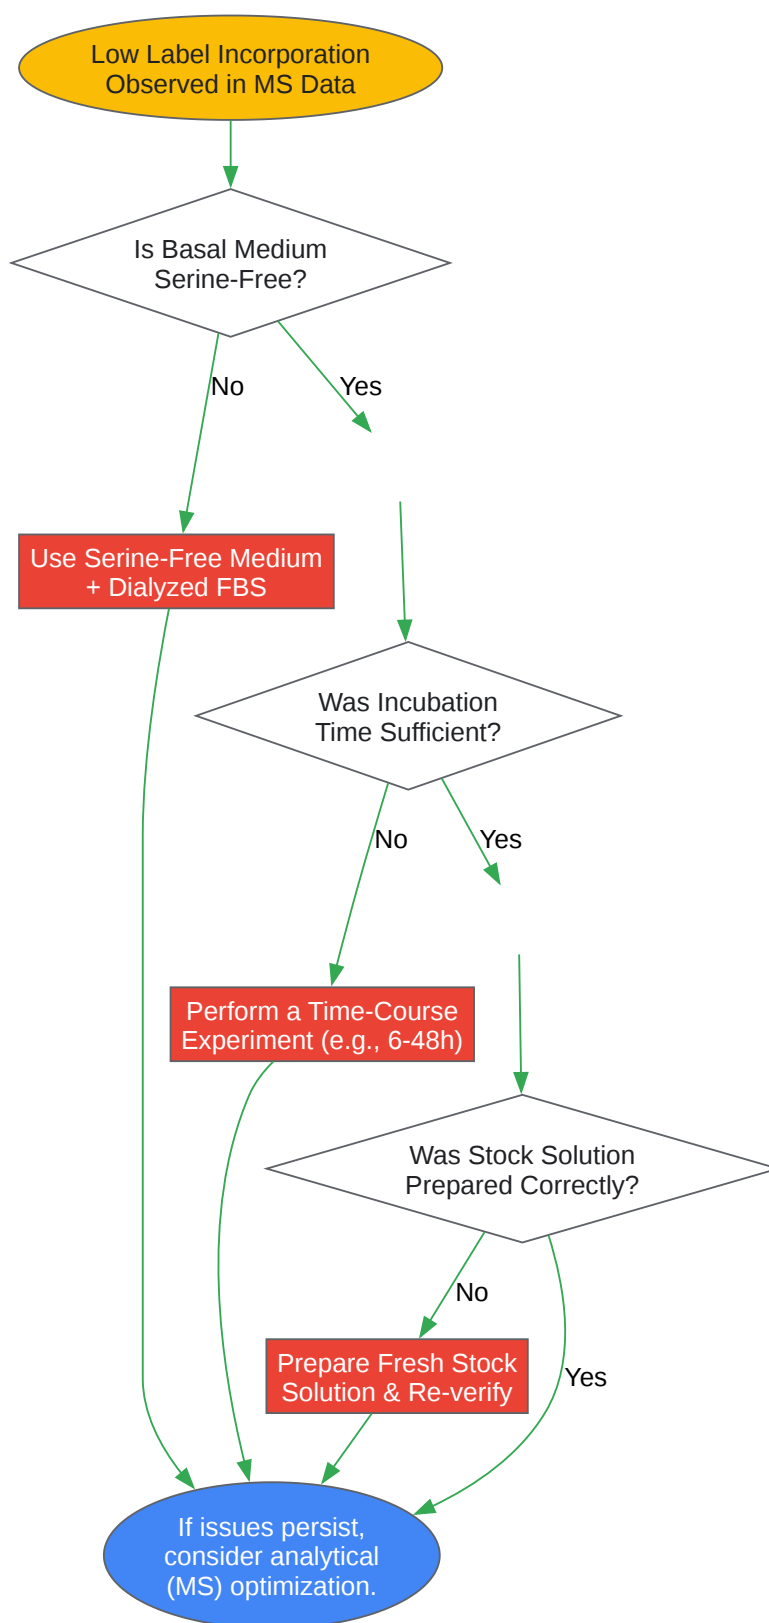 Low Label Incorporation
Observed in MS Data
Is Basal Medium
Serine-Free?
No
Yes
Use Serine-Free Medium
+ Dialyzed FBS
Was Incubation
Time Sufficient?
No
Yes
Perform a Time-Course
Experiment (e.g., 6-48h)
Was Stock Solution
Prepared Correctly?
No
Prepare Fresh Stock
Solution & Re-verify
Yes
If issues persist,
consider analytical
(MS) optimization.